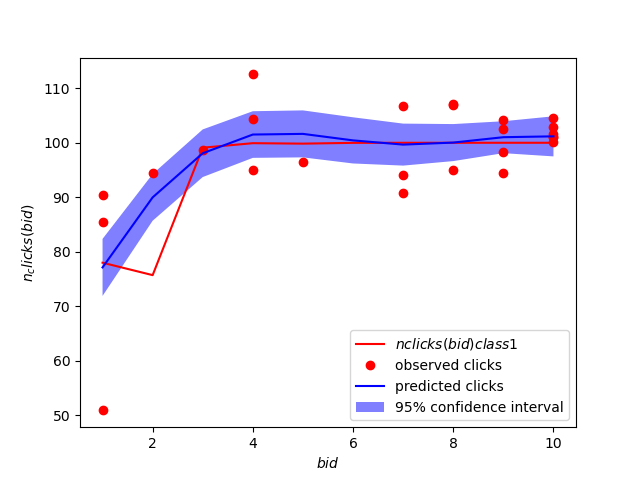 110
100
90
80
70
60
50
n_clicks(bid)
2
4
6
8
10
bid
nclicks(bid)class1
observed clicks
predicted clicks
95% confidence interval